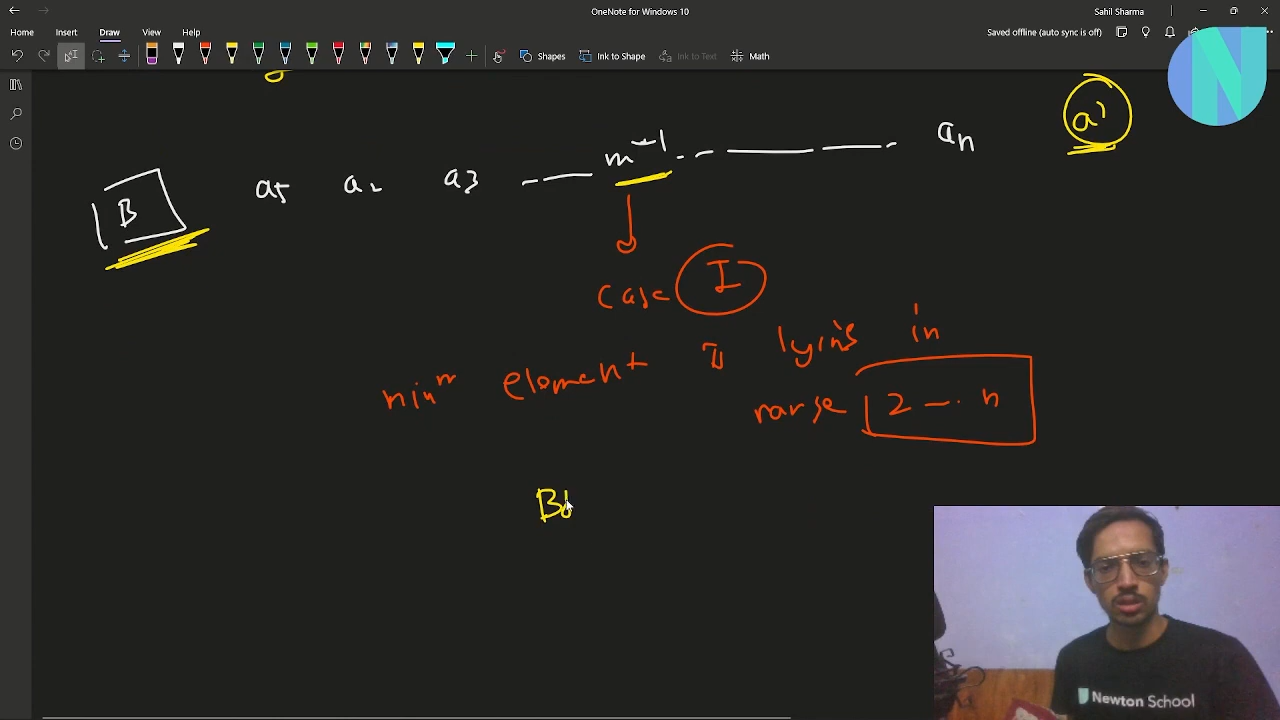 OneNote for Windows 10
Sahil Sharma
Home Insert Draw View Help
Saved offline (auto sync is off)
Shapes Ink to Shape Ink to Text Math
a'
B a1 a2 a3 m-1 an
case I
minm element is lying in
range 2 - n
Newton School